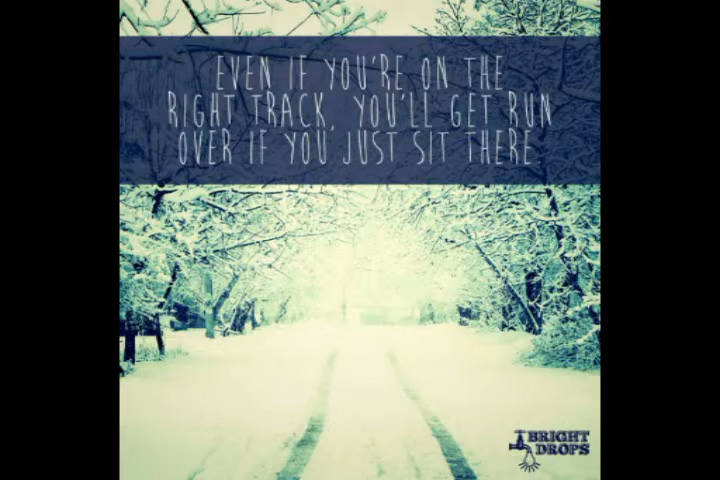 EVEN IF YOU'RE ON THE
RIGHT TRACK, YOU'LL GET RUN
OVER IF YOU JUST SIT THERE.
BRIGHT
DROPS